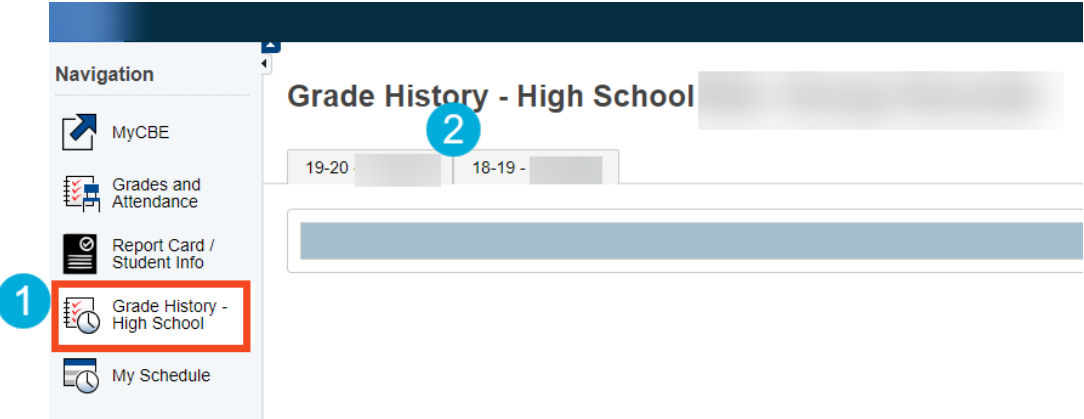 Navigation
MyCBE
Grades and
Attendance
Report Card /
Student Info
1
Grade History -
High School
My Schedule
Grade History - High School
2
19-20 -
18-19 -